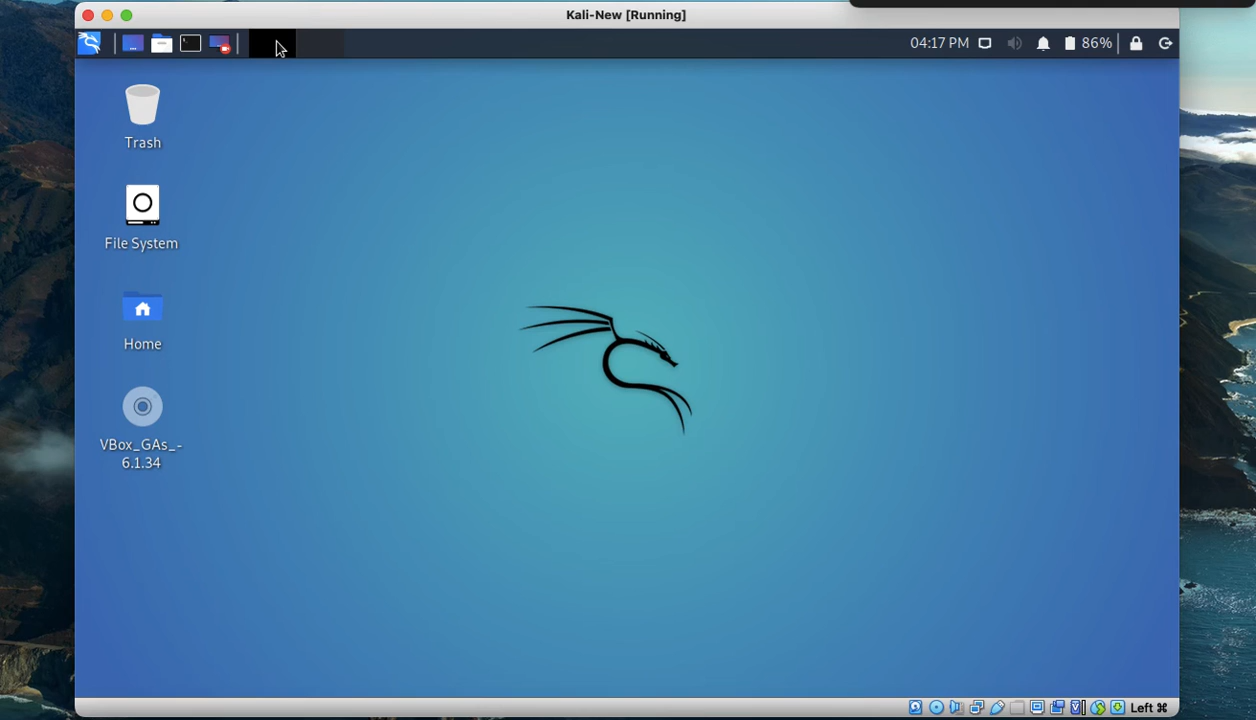 Kali-New [Running]
04:17 PM
86%
Trash
File System
Home
VBox_GAs_-
6.1.34
Left ⌘